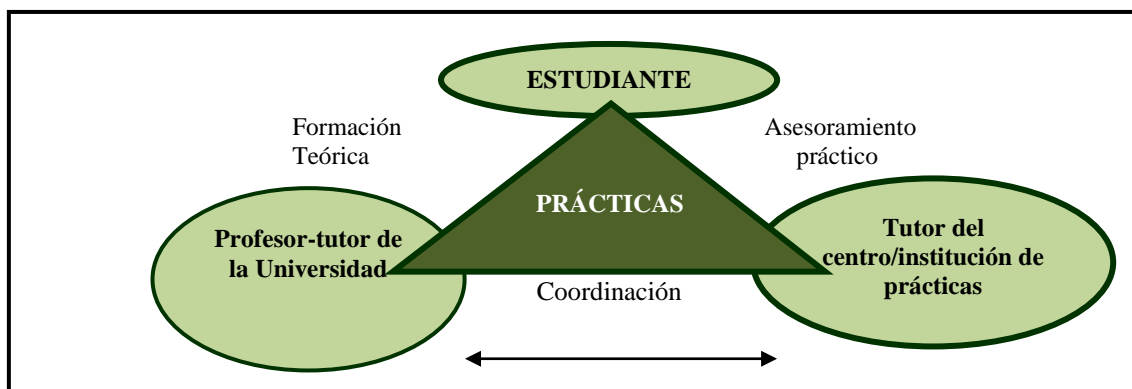 ESTUDIANTE
Formación
Teórica
Asesoramiento
práctico
PRÁCTICAS
Profesor-tutor de
la Universidad
Tutor del
centro/institución de
prácticas
Coordinación